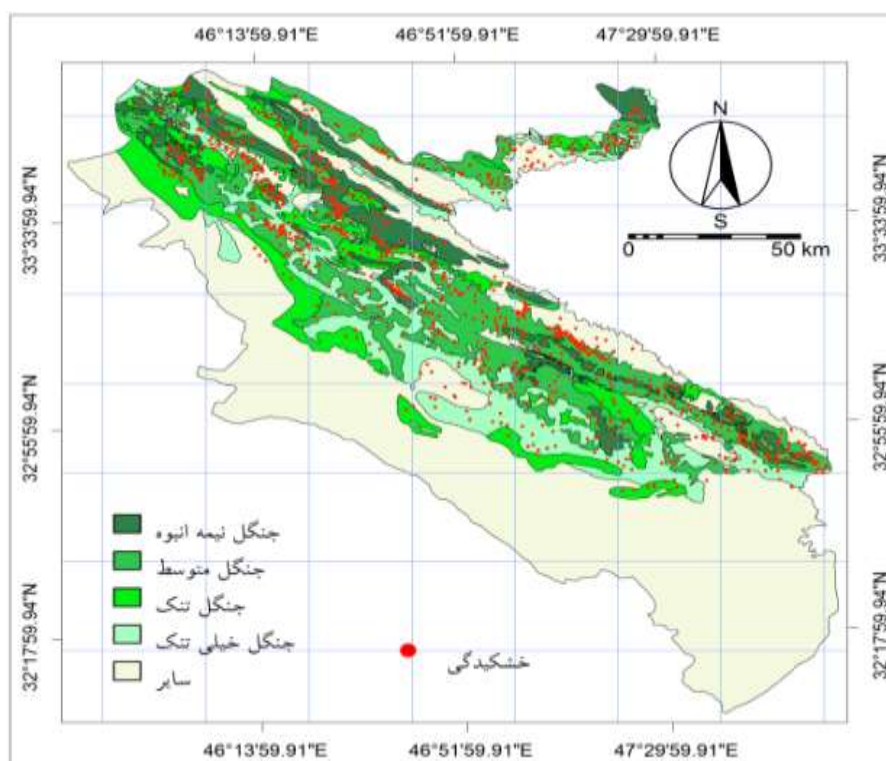 46°13'59.91"E
46°51'59.91"E
47°29'59.91"E
N
S
0
50 km
33°33'59.94"N
33°33'59.94"N
32°55'59.94"N
32°55'59.94"N
32°17'59.94"N
32°17'59.94"N
جنگل نیمه انبوه
جنگل متوسط
جنگل تنک
جنگل خیلی تنک
سایر
خشکیدگی
46°13'59.91"E
46°51'59.91"E
47°29'59.91"E